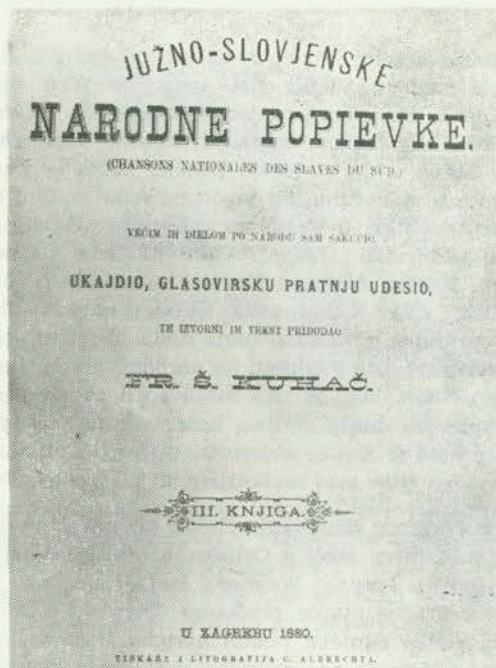 JUŽNO-SLOVJENSKE
NARODNE POPIEVKE.
(CHANSONS NATIONALES DES SLAVES DU SUD.)
VEĆIM IH DIELOM PO NARODU SAM SAKUPIO,
UKAJDIO, GLASOVIRSKU PRATNJU UDESIO,
TE IZVORNI IM TEKST PRIDODAO
FR. Š. KUHAČ.
III. KNJIGA.
U ZAGREBU 1880.
TISKARA I LITOGRAFIJA C. ALBRECHTA.